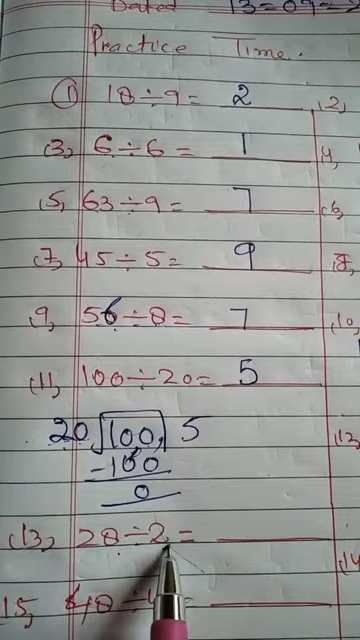 Dated 13=09=
Practice Time.
(1) 18÷9= 2 (2,
(3, 6÷6= 1 (4,
(5, 63÷9= 7 (6,
(7, 45÷5= 9 (8,
(9, 56÷8= 7 (10,
(11) 100÷20= 5
20 100 5 (12,
-100
0
(13, 28÷2=
(14
15, 48÷4